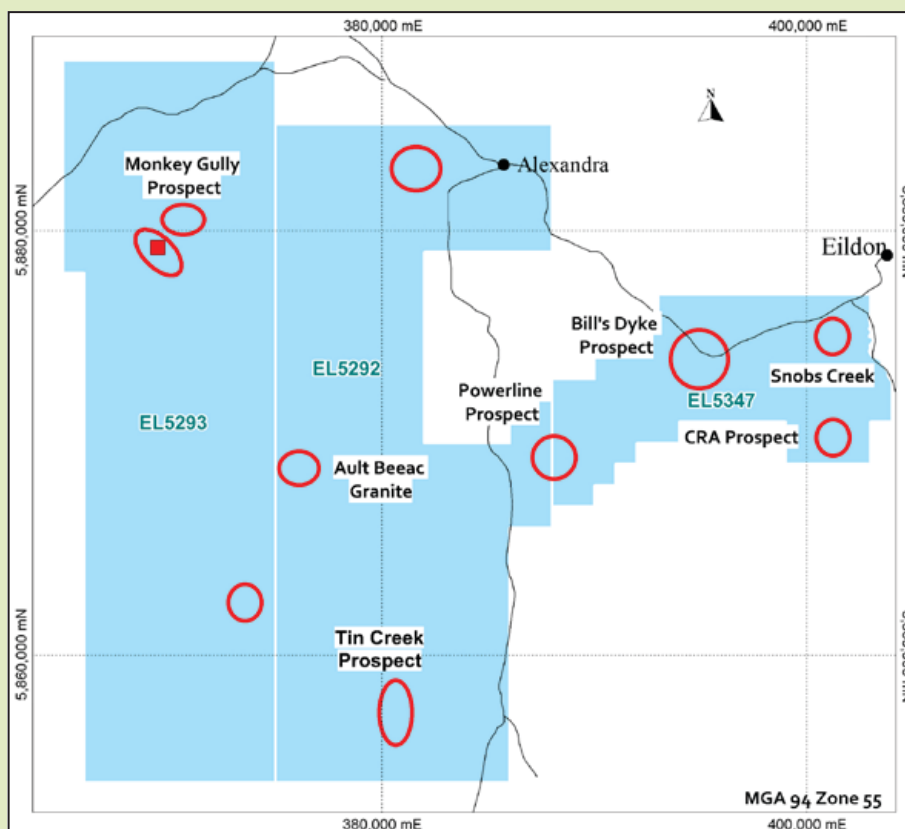 380,000 mE
400,000 mE
N
Monkey Gully
Prospect
Alexandra
5,880,000 mN
Eildon
Bill's Dyke
Prospect
EL5292
Snobs Creek
Powerline
Prospect
EL5347
EL5293
CRA Prospect
Ault Beeac
Granite
Tin Creek
Prospect
5,860,000 mN
MGA 94 Zone 55
380,000 mE
400,000 mE